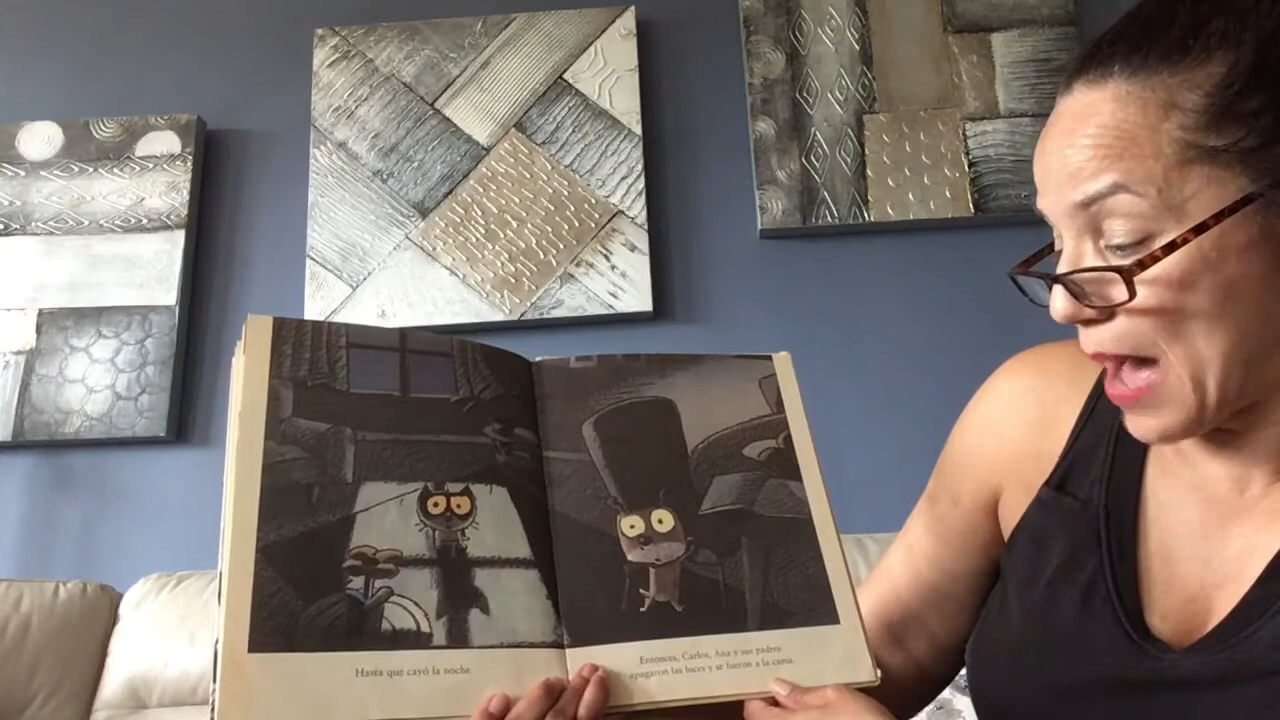 Hasta que cayó la noche
Entonces, Carlos, Ana y sus padres
apagaron las luces y se fueron a la cama.